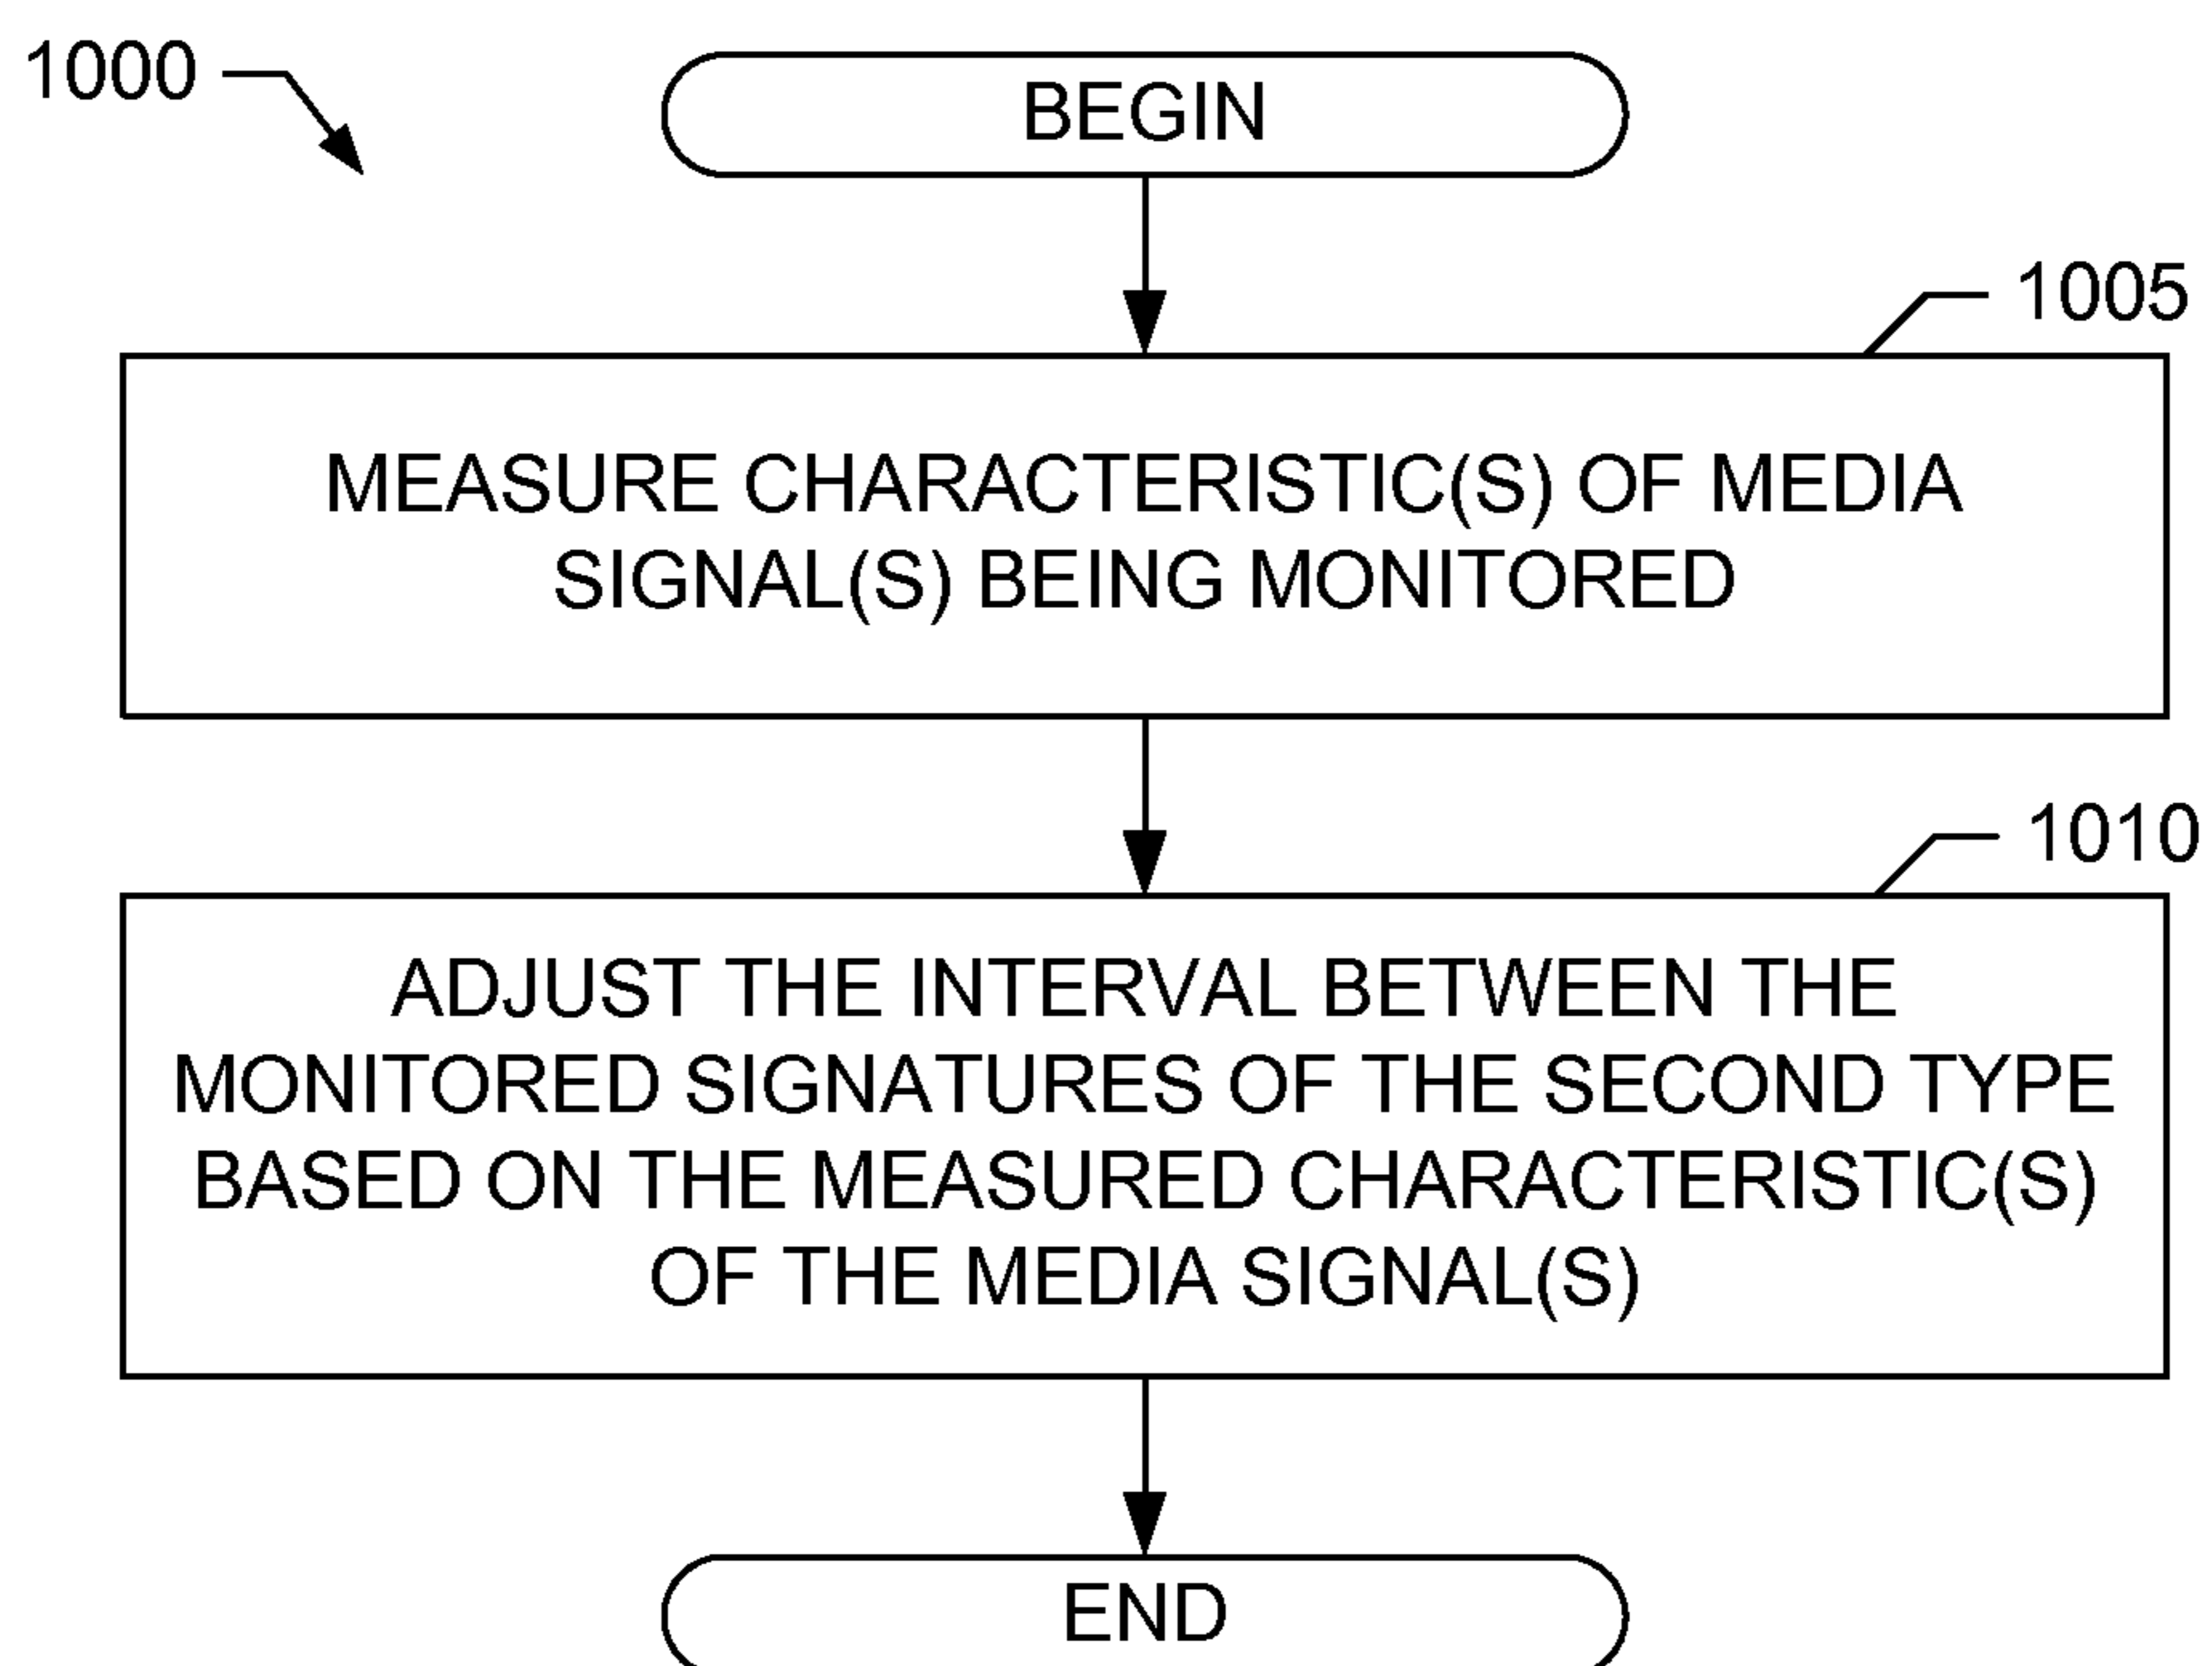 1000
BEGIN
1005
MEASURE CHARACTERISTIC(S) OF MEDIA
SIGNAL(S) BEING MONITORED
1010
ADJUST THE INTERVAL BETWEEN THE
MONITORED SIGNATURES OF THE SECOND TYPE
BASED ON THE MEASURED CHARACTERISTIC(S)
OF THE MEDIA SIGNAL(S)
END